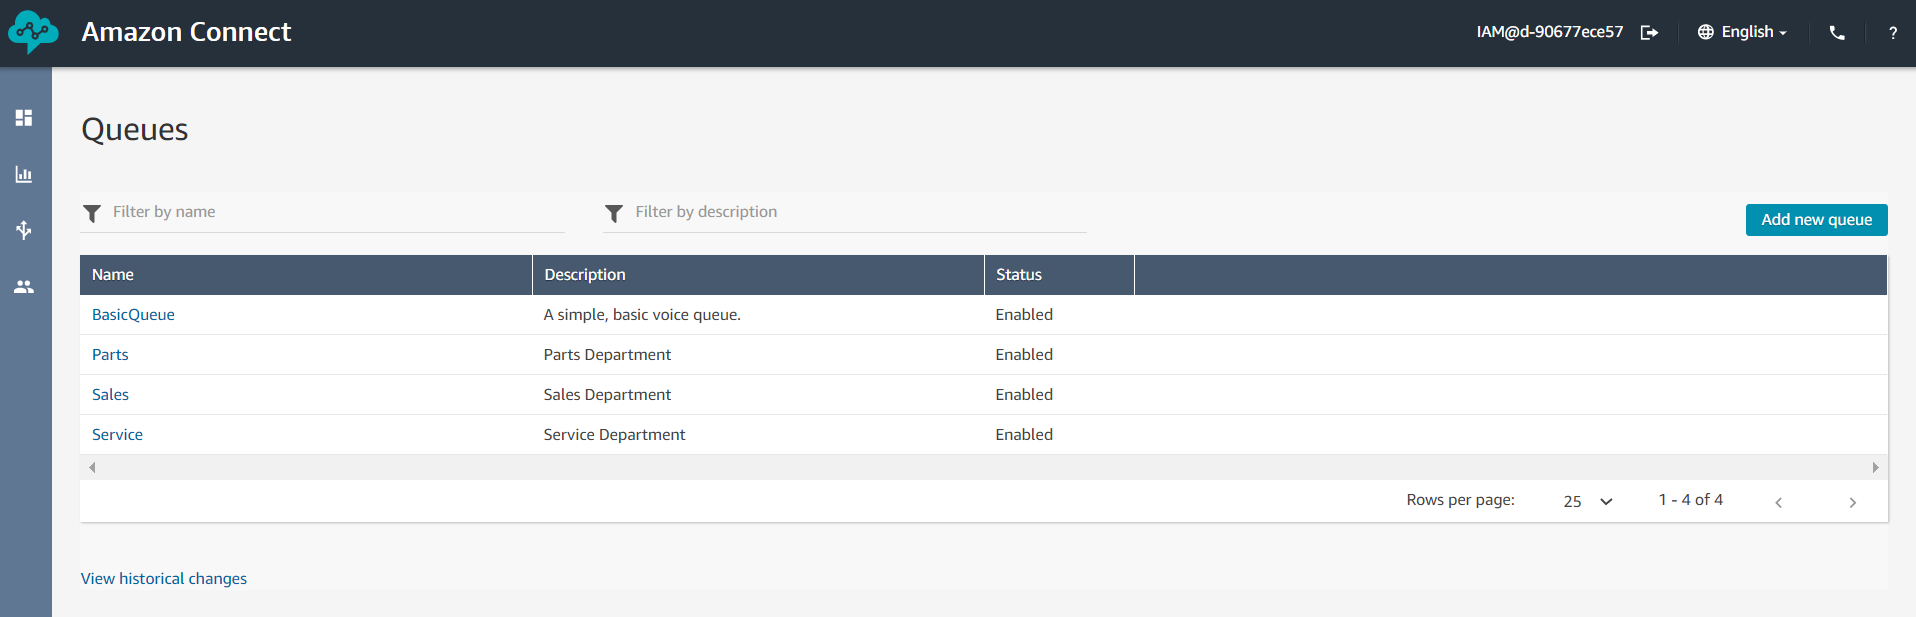 Amazon Connect
IAM@d-90677ece57
English
?
Queues
Filter by name
Filter by description
Add new queue
Name Description Status
BasicQueue A simple, basic voice queue. Enabled
Parts Parts Department Enabled
Sales Sales Department Enabled
Service Service Department Enabled
Rows per page: 25 1 - 4 of 4
View historical changes